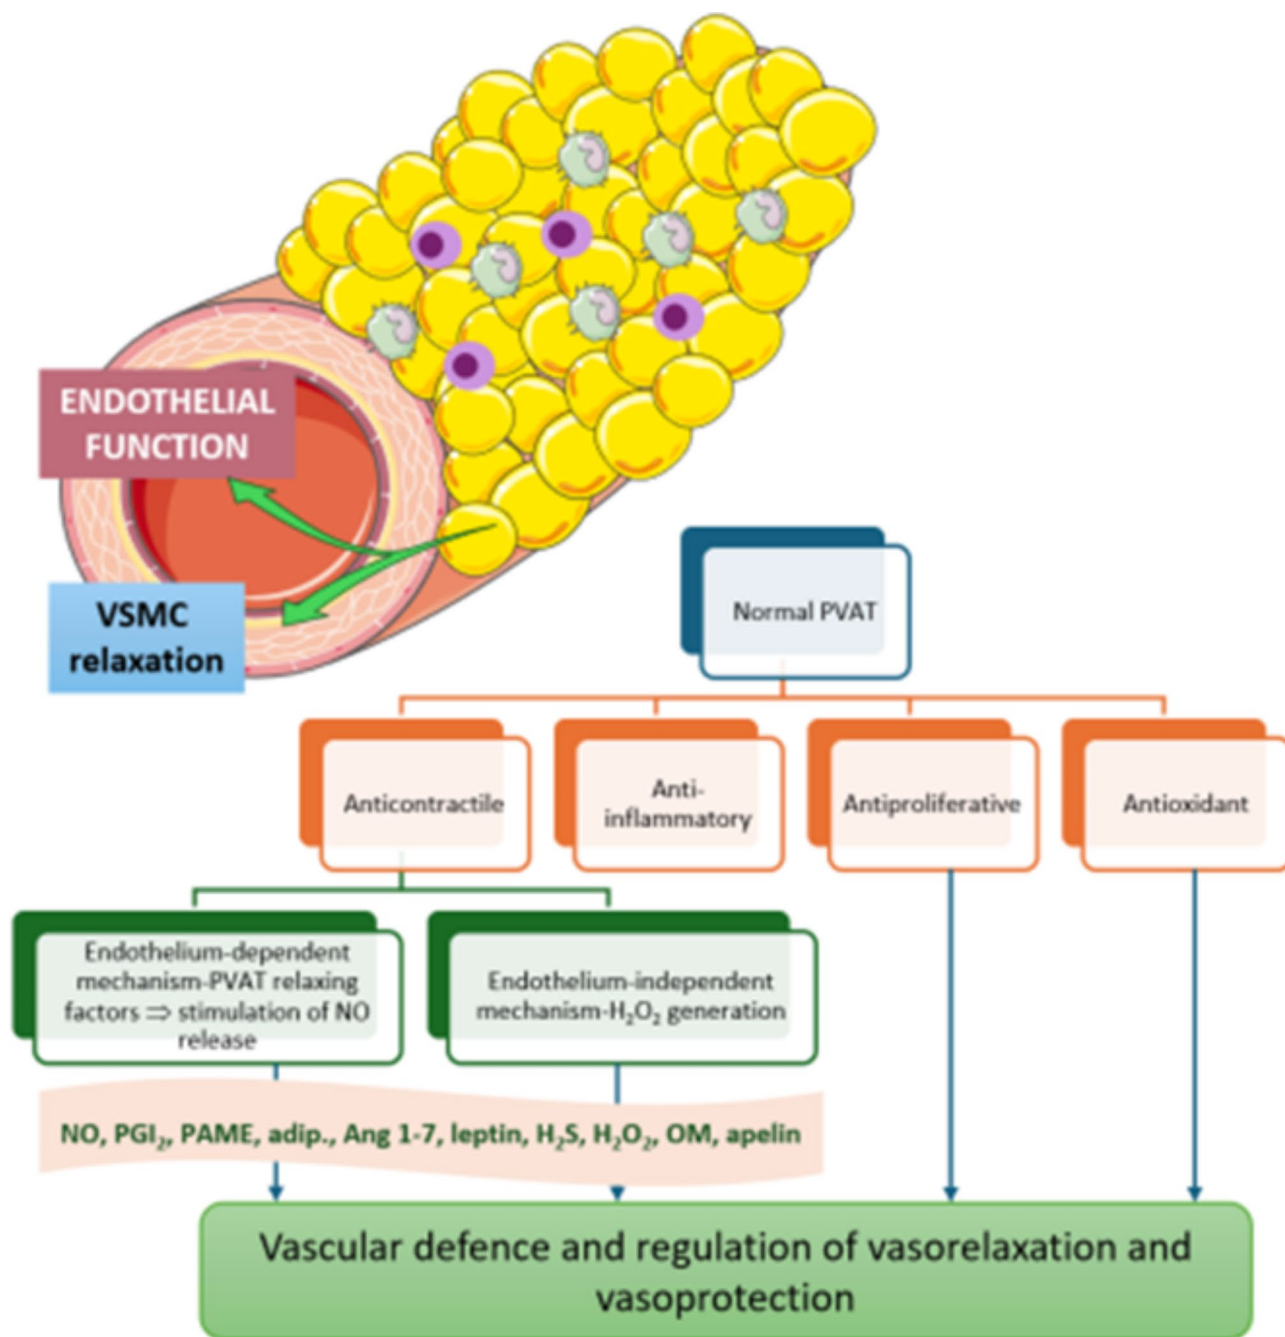 ENDOTHELIAL
FUNCTION
VSMC
relaxation
Normal PVAT
Anticontractile
Anti-
inflammatory
Antiproliferative
Antioxidant
Endothelium-dependent
mechanism-PVAT relaxing
factors ⇒ stimulation of NO
release
Endothelium-independent
mechanism-H₂O₂ generation
NO, PGI₂, PAME, adip., Ang 1-7, leptin, H₂S, H₂O₂, OM, apelin
Vascular defence and regulation of vasorelaxation and
vasoprotection